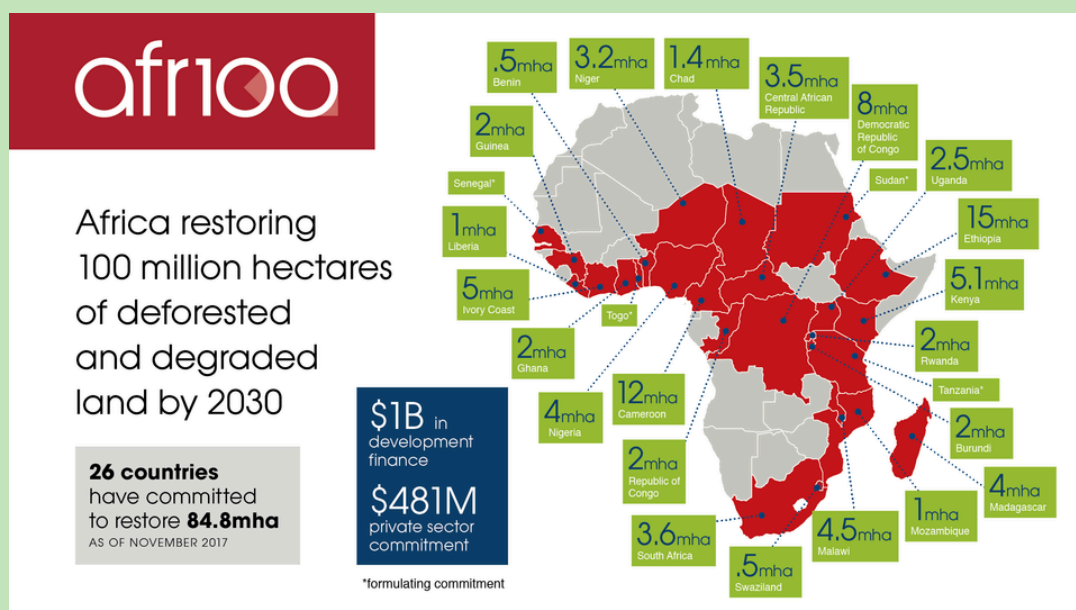 afr100
Africa restoring
100 million hectares
of deforested
and degraded
land by 2030
26 countries
have committed
to restore 84.8mha
AS OF NOVEMBER 2017
$1B in
development
finance
$481M
private sector
commitment
*formulating commitment
.5mha
Benin
3.2mha
Niger
1.4mha
Chad
3.5mha
Central African
Republic
8mha
Democratic
Republic
of Congo
2mha
Guinea
Senegal*
Sudan*
2.5mha
Uganda
1mha
Liberia
15mha
Ethiopia
5mha
Ivory Coast
5.1mha
Kenya
Togo*
2mha
Ghana
2mha
Rwanda
Tanzania*
4mha
Nigeria
12mha
Cameroon
2mha
Burundi
2mha
Republic of
Congo
4mha
Madagascar
1mha
Mozambique
3.6mha
South Africa
4.5mha
Malawi
.5mha
Swaziland